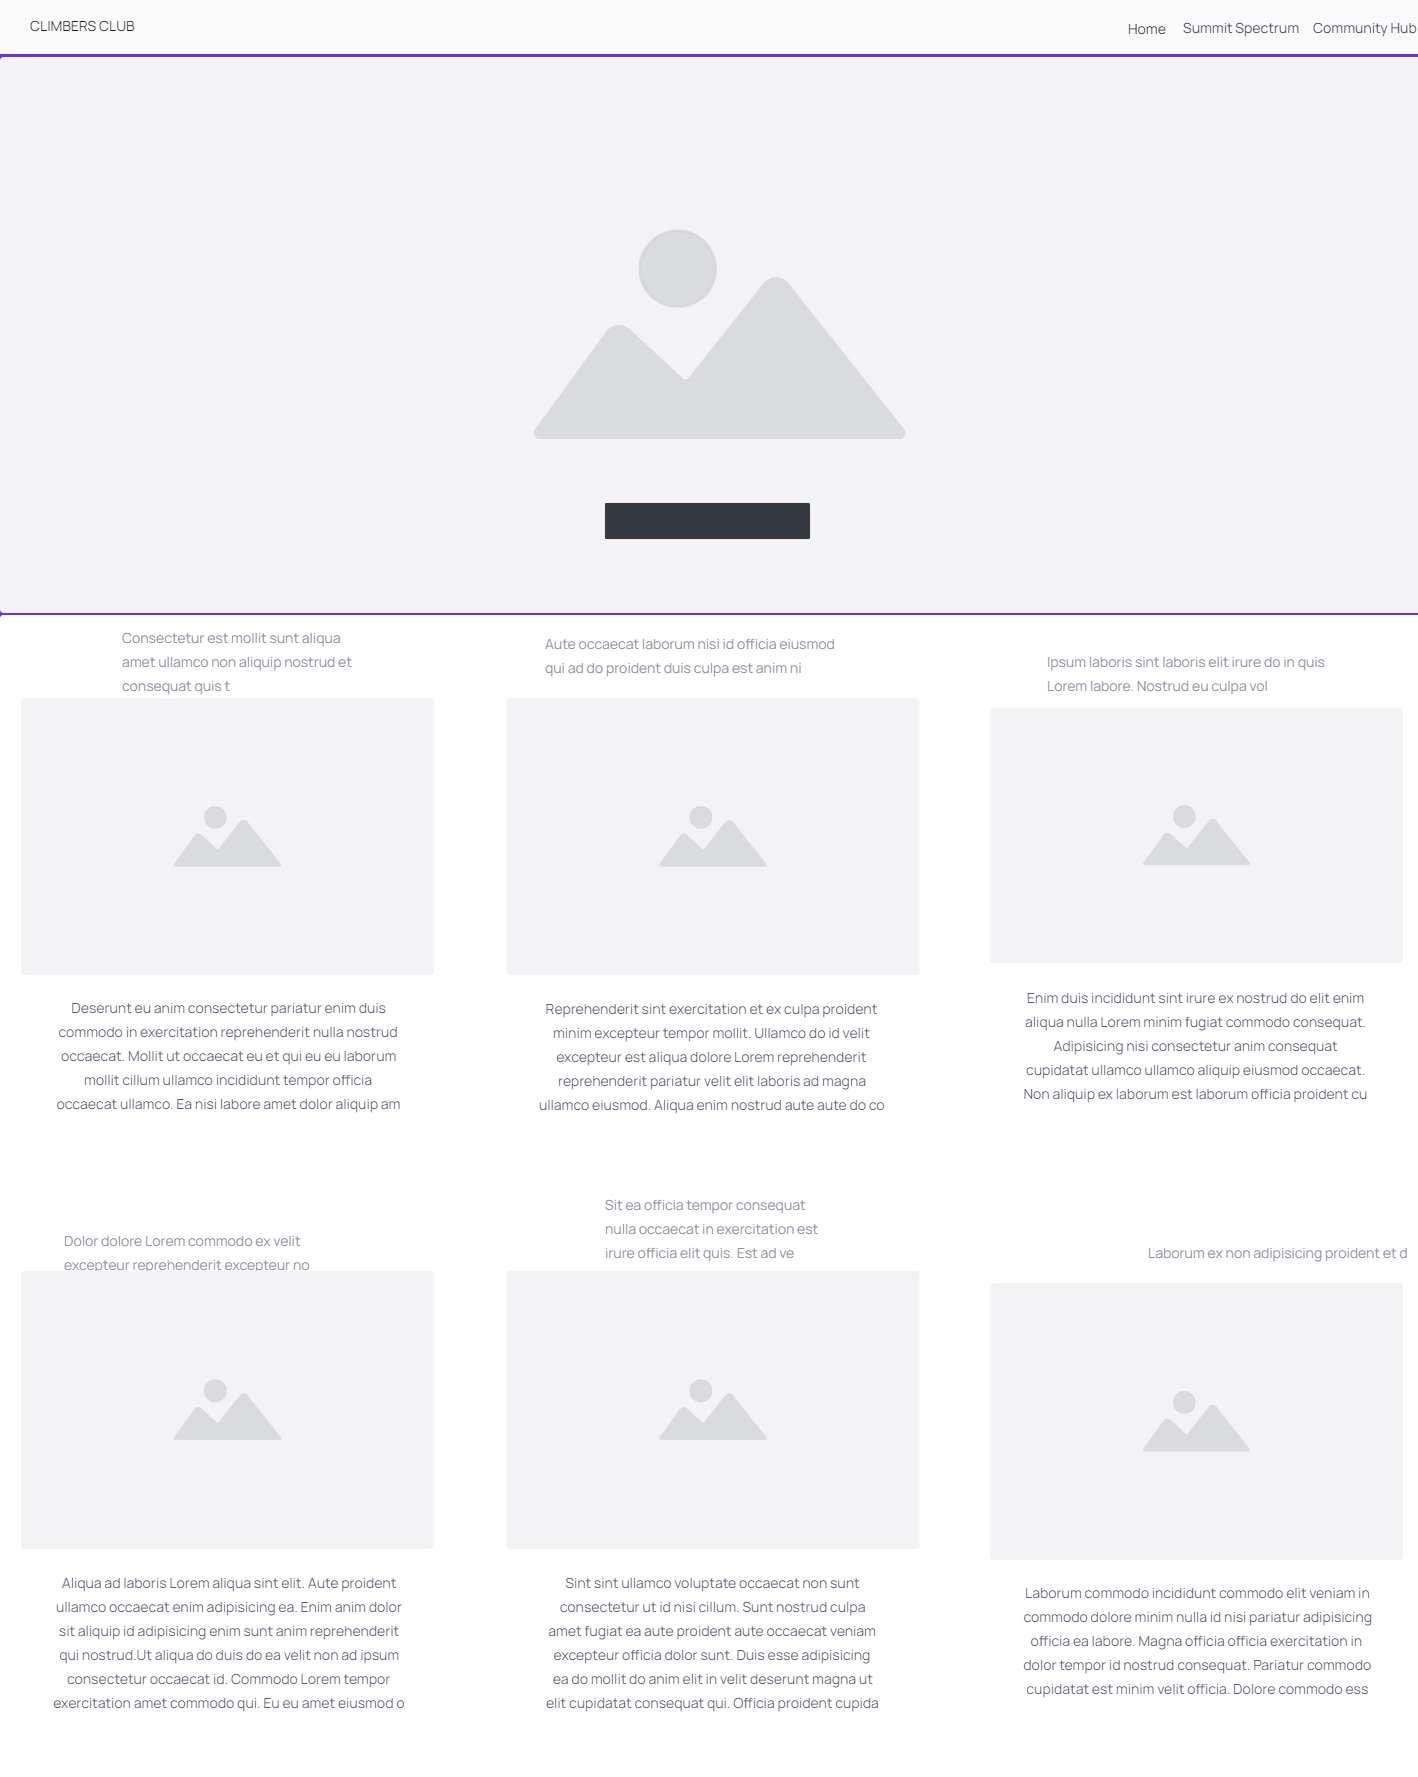 CLIMBERS CLUB
Home Summit Spectrum Community Hub
Consectetur est mollit sunt aliqua
amet ullamco non aliquip nostrud et
consequat quis t
Aute occaecat laborum nisi id officia eiusmod
qui ad do proident duis culpa est anim ni
Ipsum laboris sint laboris elit irure do in quis
Lorem labore. Nostrud eu culpa vol
Deserunt eu anim consectetur pariatur enim duis
commodo in exercitation reprehenderit nulla nostrud
occaecat. Mollit ut occaecat eu et qui eu eu laborum
mollit cillum ullamco incididunt tempor officia
occaecat ullamco. Ea nisi labore amet dolor aliquip am
Reprehenderit sint exercitation et ex culpa proident
minim excepteur tempor mollit. Ullamco do id velit
excepteur est aliqua dolore Lorem reprehenderit
reprehenderit pariatur velit elit laboris ad magna
ullamco eiusmod. Aliqua enim nostrud aute aute do co
Enim duis incididunt sint irure ex nostrud do elit enim
aliqua nulla Lorem minim fugiat commodo consequat.
Adipisicing nisi consectetur anim consequat
cupidatat ullamco ullamco aliquip eiusmod occaecat.
Non aliquip ex laborum est laborum officia proident cu
Dolor dolore Lorem commodo ex velit
excepteur reprehenderit excepteur no
Sit ea officia tempor consequat
nulla occaecat in exercitation est
irure officia elit quis. Est ad ve
Laborum ex non adipisicing proident et d
Aliqua ad laboris Lorem aliqua sint elit. Aute proident
ullamco occaecat enim adipisicing ea. Enim anim dolor
sit aliquip id adipisicing enim sunt anim reprehenderit
qui nostrud.Ut aliqua do duis do ea velit non ad ipsum
consectetur occaecat id. Commodo Lorem tempor
exercitation amet commodo qui. Eu eu amet eiusmod o
Sint sint ullamco voluptate occaecat non sunt
consectetur ut id nisi cillum. Sunt nostrud culpa
amet fugiat ea aute proident aute occaecat veniam
excepteur officia dolor sunt. Duis esse adipisicing
ea do mollit do anim elit in velit deserunt magna ut
elit cupidatat consequat qui. Officia proident cupida
Laborum commodo incididunt commodo elit veniam in
commodo dolore minim nulla id nisi pariatur adipisicing
officia ea labore. Magna officia officia exercitation in
dolor tempor id nostrud consequat. Pariatur commodo
cupidatat est minim velit officia. Dolore commodo ess